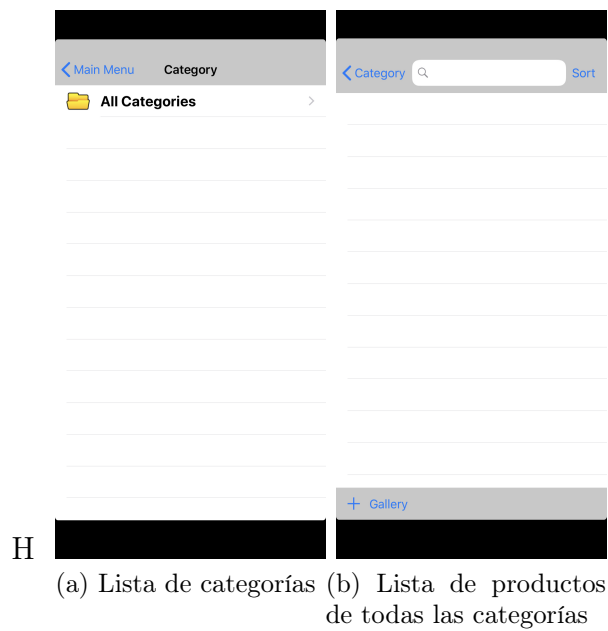 Main Menu Category
All Categories
Category Sort
+ Gallery
H
(a) Lista de categorías
(b) Lista de productos
de todas las categorías